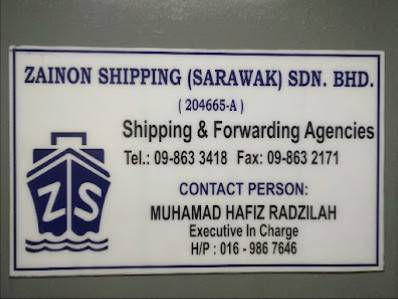 ZAINON SHIPPING (SARAWAK) SDN. BHD.
( 204665-A )
Shipping & Forwarding Agencies
Tel.: 09-863 3418 Fax: 09-863 2171
ZS
CONTACT PERSON:
MUHAMAD HAFIZ RADZILAH
Executive In Charge
H/P : 016 - 986 7646